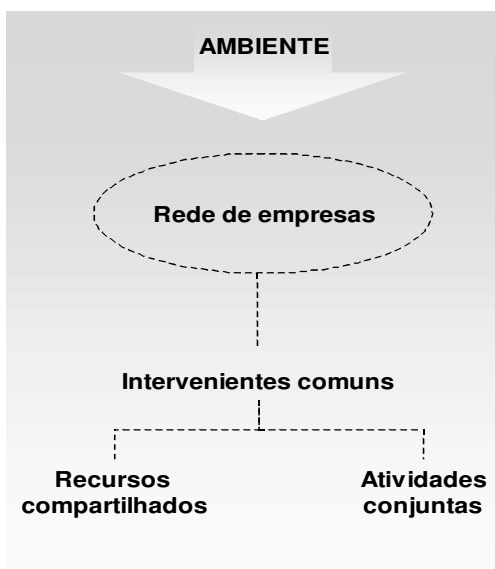 AMBIENTE
Rede de empresas
Intervenientes comuns
Recursos
compartilhados
Atividades
conjuntas